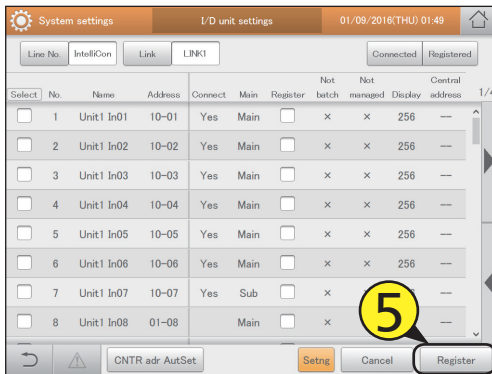 System settings I/D unit settings 01/09/2016(THU) 01:49
Line No. IntelliCon Link LINK1 Connected Registered
Select No. Name Address Connect Main Register Not batch Not managed Display Central address 1/4
1 Unit1 In01 10-01 Yes Main × × 256 --
2 Unit1 In02 10-02 Yes Main × × 256 --
3 Unit1 In03 10-03 Yes Main × × 256 --
4 Unit1 In04 10-04 Yes Main × × 256 --
5 Unit1 In05 10-05 Yes Main × × 256 --
6 Unit1 In06 10-06 Yes Main × × 256 --
7 Unit1 In07 10-07 Yes Sub × --
8 Unit1 In08 01-08 Main × --
5
CNTR adr AutSet Setng Cancel Register